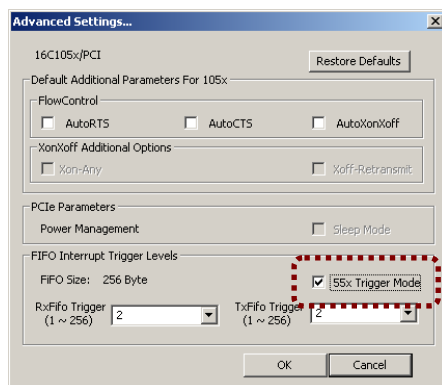 Advanced Settings...
16C105x/PCI
Restore Defaults
Default Additional Parameters For 105x
FlowControl
AutoRTS AutoCTS AutoXonXoff
XonXoff Additional Options
Xon-Any Xoff-Retransmit
PCIe Parameters
Power Management Sleep Mode
FIFO Interrupt Trigger Levels
FiFO Size: 256 Byte 55x Trigger Mode
RxFifo Trigger (1 ~ 256) 2 TxFifo Trigger (1 ~ 256) 2
OK Cancel